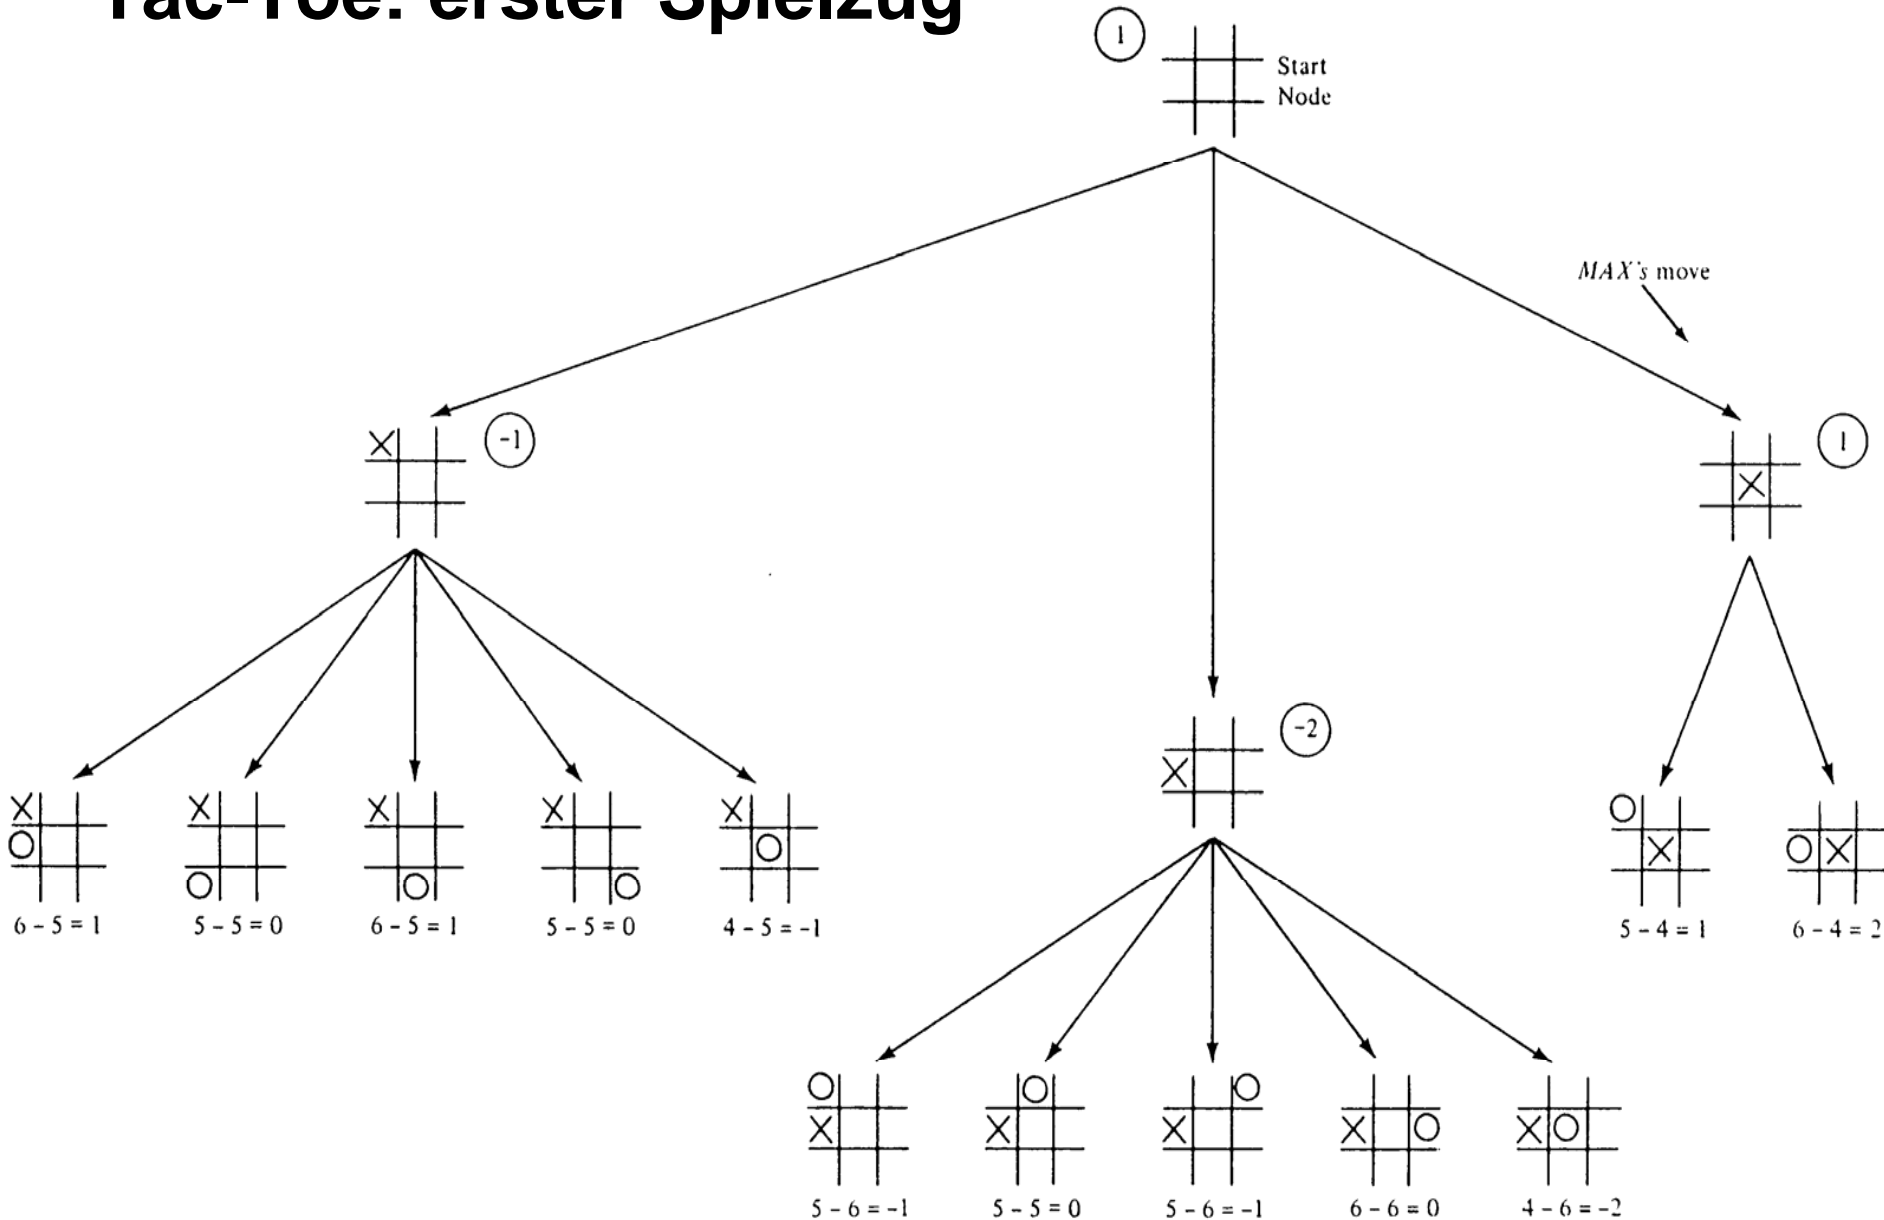 Tac-Toe: erster Spielzug
1
Start
Node
MAX's move
X
-1
X
1
X
-2
X
O
X
O
X
O
X
O
X
O
O
X
O X
6 - 5 = 1
5 - 5 = 0
6 - 5 = 1
5 - 5 = 0
4 - 5 = -1
5 - 4 = 1
6 - 4 = 2
O
X
O
X
O
X
X O
X O
5 - 6 = -1
5 - 5 = 0
5 - 6 = -1
6 - 6 = 0
4 - 6 = -2